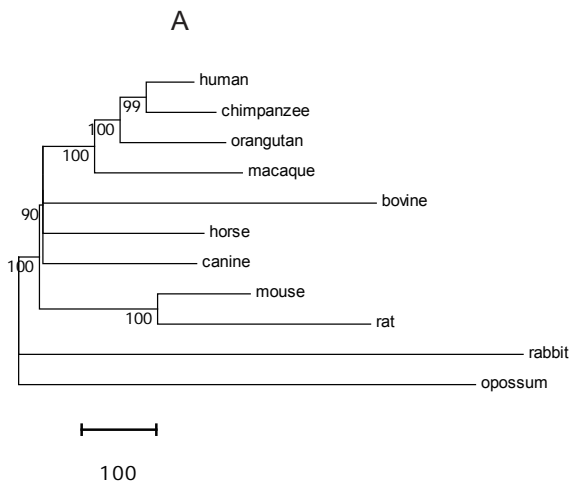 A
human
99
chimpanzee
100
orangutan
100
macaque
bovine
90
horse
canine
100
mouse
100
rat
rabbit
opossum
100